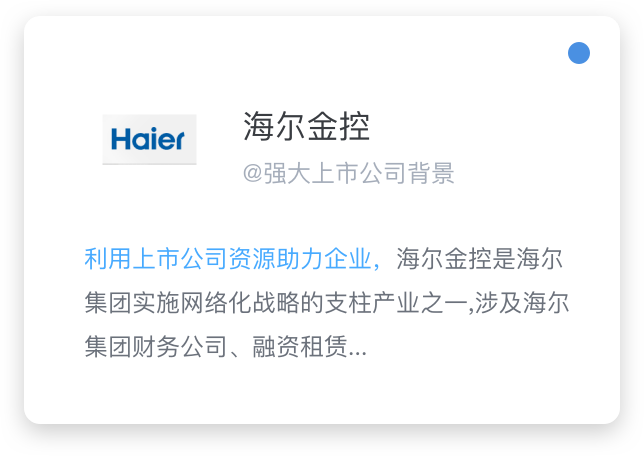 Haier
海尔金控
@强大上市公司背景
利用上市公司资源助力企业，海尔金控是海尔
集团实施网络化战略的支柱产业之一,涉及海尔
集团财务公司、融资租赁...